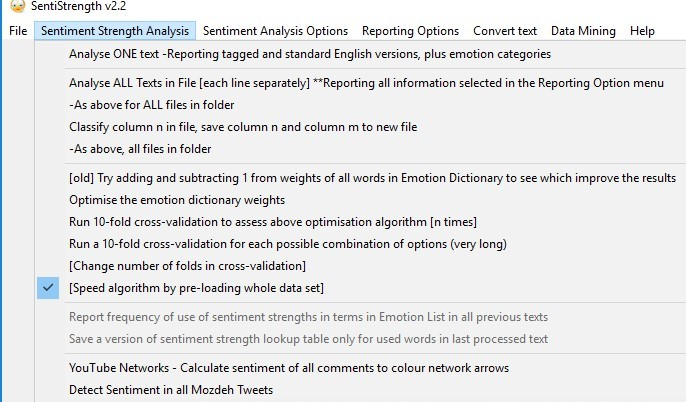 SentiStrength v2.2
File Sentiment Strength Analysis Sentiment Analysis Options Reporting Options Convert text Data Mining Help
Analyse ONE text -Reporting tagged and standard English versions, plus emotion categories
Analyse ALL Texts in File [each line separately] **Reporting all information selected in the Reporting Option menu
-As above for ALL files in folder
Classify column n in file, save column n and column m to new file
-As above, all files in folder
[old] Try adding and subtracting 1 from weights of all words in Emotion Dictionary to see which improve the results
Optimise the emotion dictionary weights
Run 10-fold cross-validation to assess above optimisation algorithm [n times]
Run a 10-fold cross-validation for each possible combination of options (very long)
[Change number of folds in cross-validation]
[Speed algorithm by pre-loading whole data set]
Report frequency of use of sentiment strengths in terms in Emotion List in all previous texts
Save a version of sentiment strength lookup table only for used words in last processed text
YouTube Networks - Calculate sentiment of all comments to colour network arrows
Detect Sentiment in all Mozdeh Tweets